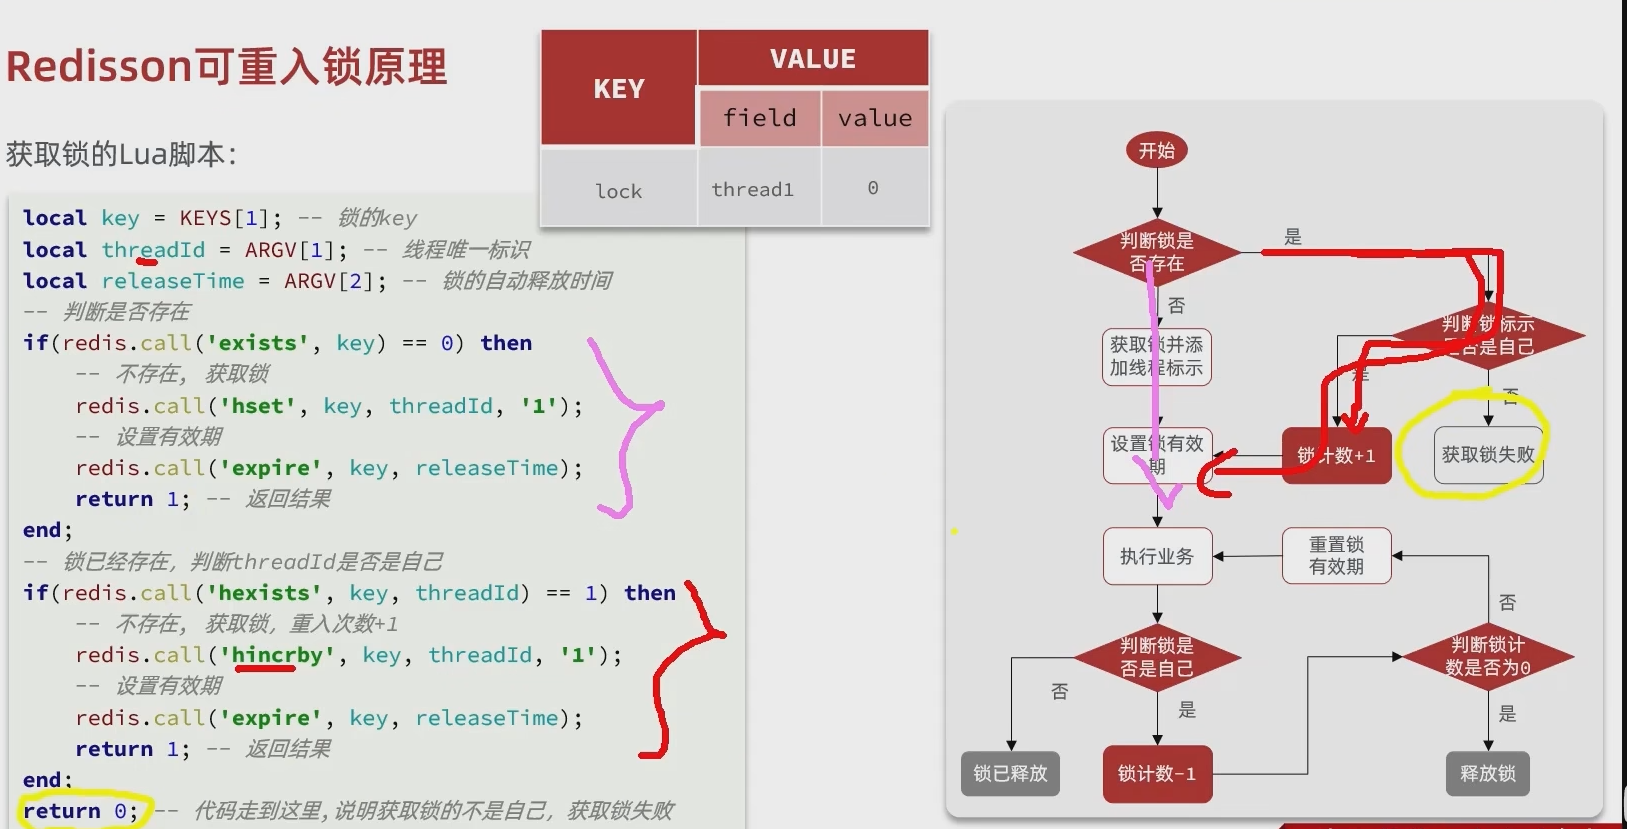 Redisson可重入锁原理
KEY
VALUE
field
value
lock
thread1
0
获取锁的Lua脚本：
local key = KEYS[1]; -- 锁的key
local threadId = ARGV[1]; -- 线程唯一标识
local releaseTime = ARGV[2]; -- 锁的自动释放时间
-- 判断是否存在
if(redis.call('exists', key) == 0) then
-- 不存在, 获取锁
redis.call('hset', key, threadId, '1');
-- 设置有效期
redis.call('expire', key, releaseTime);
return 1; -- 返回结果
end;
-- 锁已经存在，判断threadId是否是自己
if(redis.call('hexists', key, threadId) == 1) then
-- 不存在, 获取锁，重入次数+1
redis.call('hincrby', key, threadId, '1');
-- 设置有效期
redis.call('expire', key, releaseTime);
return 1; -- 返回结果
end;
return 0; -- 代码走到这里,说明获取锁的不是自己，获取锁失败
开始
判断锁是
否存在
是
否
判断锁标示
是否是自己
获取锁并添
加线程标示
是
否
设置锁有效
期
锁计数+1
获取锁失败
执行业务
重置锁
有效期
否
判断锁是
否是自己
判断锁计
数是否为0
否
是
是
锁已释放
锁计数-1
释放锁